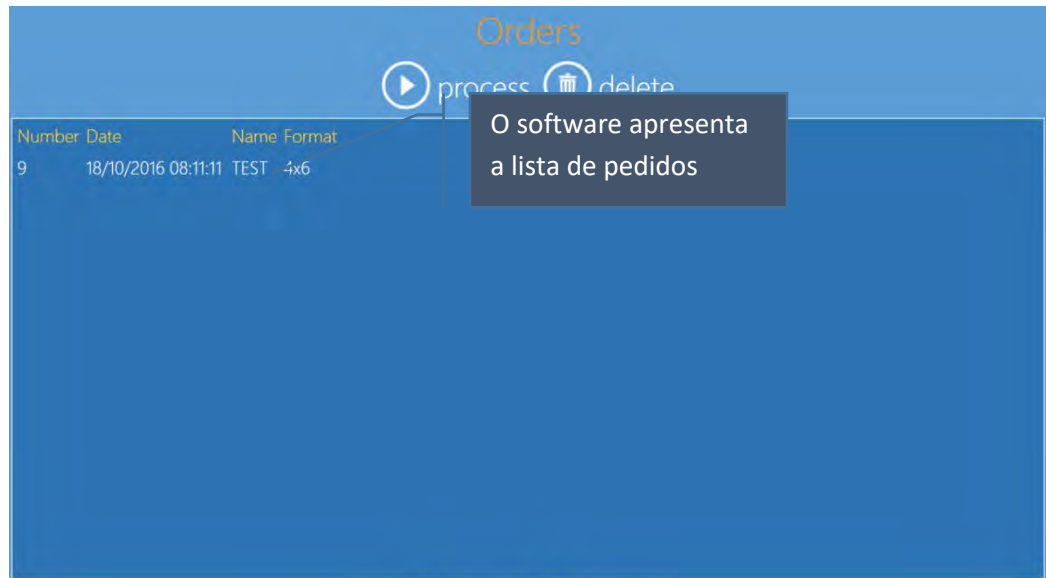 Orders
process delete
O software apresenta
a lista de pedidos
Number Date Name Format
9 18/10/2016 08:11:11 TEST 4x6